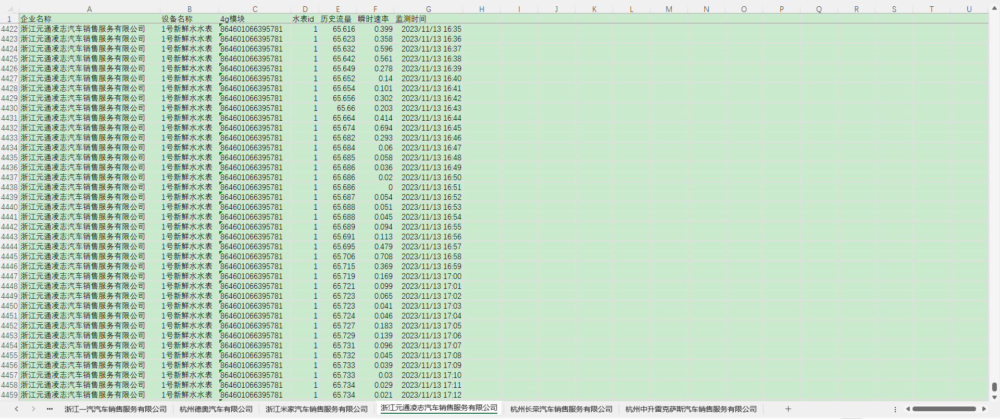 A B C D E F G H I J K L M N O P Q R S T U
1 企业名称 设备名称 4g模块 水表id 历史流量 瞬时速率 监测时间
4422 浙江元通凌志汽车销售服务有限公司 1号新鲜水水表 864601066395781 1 65.616 0.399 2023/11/13 16:35
4423 浙江元通凌志汽车销售服务有限公司 1号新鲜水水表 864601066395781 1 65.623 0.358 2023/11/13 16:36
4424 浙江元通凌志汽车销售服务有限公司 1号新鲜水水表 864601066395781 1 65.632 0.596 2023/11/13 16:37
4425 浙江元通凌志汽车销售服务有限公司 1号新鲜水水表 864601066395781 1 65.642 0.561 2023/11/13 16:38
4426 浙江元通凌志汽车销售服务有限公司 1号新鲜水水表 864601066395781 1 65.649 0.278 2023/11/13 16:39
4427 浙江元通凌志汽车销售服务有限公司 1号新鲜水水表 864601066395781 1 65.652 0.14 2023/11/13 16:40
4428 浙江元通凌志汽车销售服务有限公司 1号新鲜水水表 864601066395781 1 65.654 0.101 2023/11/13 16:41
4429 浙江元通凌志汽车销售服务有限公司 1号新鲜水水表 864601066395781 1 65.656 0.302 2023/11/13 16:42
4430 浙江元通凌志汽车销售服务有限公司 1号新鲜水水表 864601066395781 1 65.66 0.203 2023/11/13 16:43
4431 浙江元通凌志汽车销售服务有限公司 1号新鲜水水表 864601066395781 1 65.664 0.414 2023/11/13 16:44
4432 浙江元通凌志汽车销售服务有限公司 1号新鲜水水表 864601066395781 1 65.674 0.694 2023/11/13 16:45
4433 浙江元通凌志汽车销售服务有限公司 1号新鲜水水表 864601066395781 1 65.682 0.293 2023/11/13 16:46
4434 浙江元通凌志汽车销售服务有限公司 1号新鲜水水表 864601066395781 1 65.684 0.06 2023/11/13 16:47
4435 浙江元通凌志汽车销售服务有限公司 1号新鲜水水表 864601066395781 1 65.685 0.058 2023/11/13 16:48
4436 浙江元通凌志汽车销售服务有限公司 1号新鲜水水表 864601066395781 1 65.686 0.036 2023/11/13 16:49
4437 浙江元通凌志汽车销售服务有限公司 1号新鲜水水表 864601066395781 1 65.686 0.02 2023/11/13 16:50
4438 浙江元通凌志汽车销售服务有限公司 1号新鲜水水表 864601066395781 1 65.686 0 2023/11/13 16:51
4439 浙江元通凌志汽车销售服务有限公司 1号新鲜水水表 864601066395781 1 65.687 0.054 2023/11/13 16:52
4440 浙江元通凌志汽车销售服务有限公司 1号新鲜水水表 864601066395781 1 65.688 0.051 2023/11/13 16:53
4441 浙江元通凌志汽车销售服务有限公司 1号新鲜水水表 864601066395781 1 65.688 0.045 2023/11/13 16:54
4442 浙江元通凌志汽车销售服务有限公司 1号新鲜水水表 864601066395781 1 65.689 0.094 2023/11/13 16:55
4443 浙江元通凌志汽车销售服务有限公司 1号新鲜水水表 864601066395781 1 65.691 0.113 2023/11/13 16:56
4444 浙江元通凌志汽车销售服务有限公司 1号新鲜水水表 864601066395781 1 65.695 0.479 2023/11/13 16:57
4445 浙江元通凌志汽车销售服务有限公司 1号新鲜水水表 864601066395781 1 65.706 0.708 2023/11/13 16:58
4446 浙江元通凌志汽车销售服务有限公司 1号新鲜水水表 864601066395781 1 65.715 0.369 2023/11/13 16:59
4447 浙江元通凌志汽车销售服务有限公司 1号新鲜水水表 864601066395781 1 65.719 0.169 2023/11/13 17:00
4448 浙江元通凌志汽车销售服务有限公司 1号新鲜水水表 864601066395781 1 65.721 0.099 2023/11/13 17:01
4449 浙江元通凌志汽车销售服务有限公司 1号新鲜水水表 864601066395781 1 65.723 0.065 2023/11/13 17:02
4450 浙江元通凌志汽车销售服务有限公司 1号新鲜水水表 864601066395781 1 65.723 0.041 2023/11/13 17:03
4451 浙江元通凌志汽车销售服务有限公司 1号新鲜水水表 864601066395781 1 65.724 0.046 2023/11/13 17:04
4452 浙江元通凌志汽车销售服务有限公司 1号新鲜水水表 864601066395781 1 65.727 0.183 2023/11/13 17:05
4453 浙江元通凌志汽车销售服务有限公司 1号新鲜水水表 864601066395781 1 65.729 0.139 2023/11/13 17:06
4454 浙江元通凌志汽车销售服务有限公司 1号新鲜水水表 864601066395781 1 65.731 0.096 2023/11/13 17:07
4455 浙江元通凌志汽车销售服务有限公司 1号新鲜水水表 864601066395781 1 65.732 0.045 2023/11/13 17:08
4456 浙江元通凌志汽车销售服务有限公司 1号新鲜水水表 864601066395781 1 65.733 0.039 2023/11/13 17:09
4457 浙江元通凌志汽车销售服务有限公司 1号新鲜水水表 864601066395781 1 65.733 0.03 2023/11/13 17:10
4458 浙江元通凌志汽车销售服务有限公司 1号新鲜水水表 864601066395781 1 65.734 0.029 2023/11/13 17:11
4459 浙江元通凌志汽车销售服务有限公司 1号新鲜水水表 864601066395781 1 65.734 0.021 2023/11/13 17:12
浙江一汽汽车销售服务有限公司 杭州德奥汽车有限公司 浙江米家汽车销售服务有限公司 浙江元通凌志汽车销售服务有限公司 杭州长荣汽车销售服务有限公司 杭州中升雷克萨斯汽车销售服务有限公司